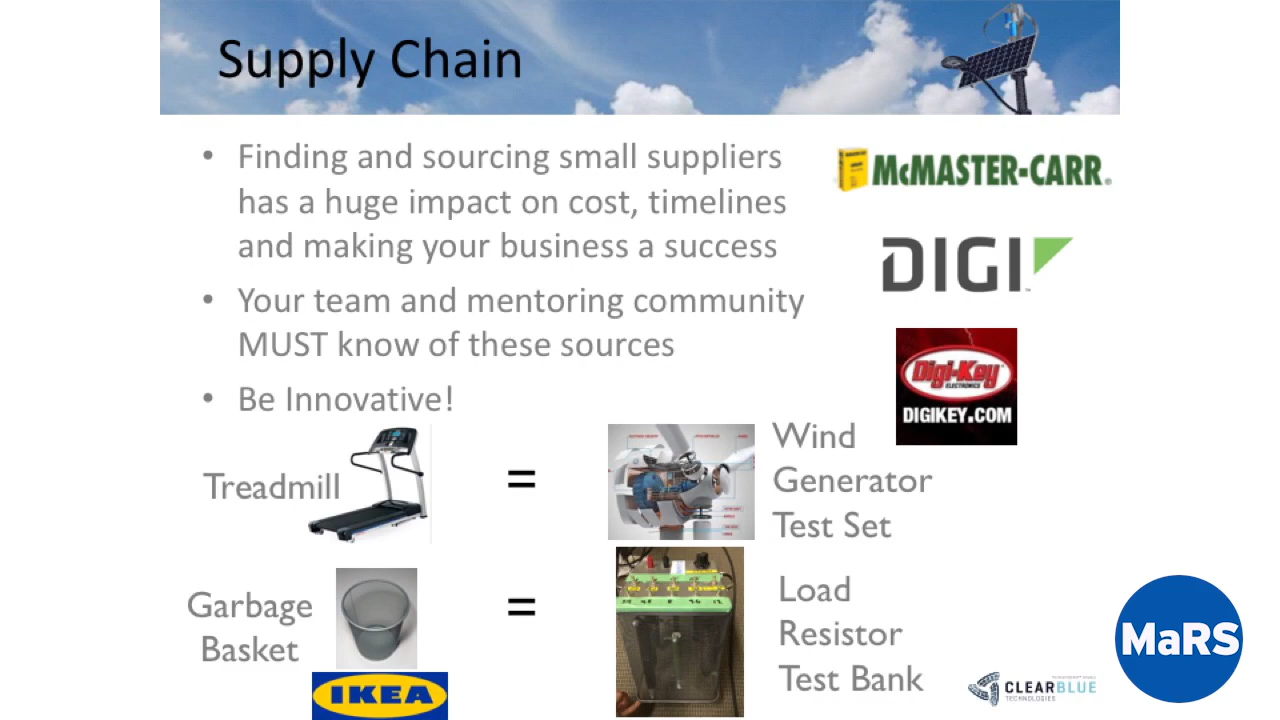 Supply Chain
• Finding and sourcing small suppliers
has a huge impact on cost, timelines
and making your business a success
• Your team and mentoring community
MUST know of these sources
• Be Innovative!
McMASTER-CARR®
DIGI
Digi-Key
ELECTRONICS
DIGIKEY.COM
Treadmill
=
Wind
Generator
Test Set
Garbage
Basket
=
Load
Resistor
Test Bank
IKEA
CLEARBLUE
TECHNOLOGIES
MaRS